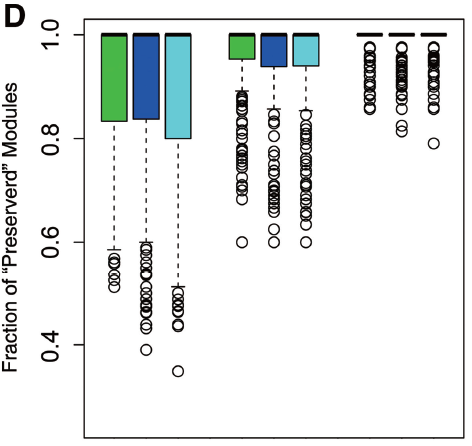 D
Fraction of “Preserverd” Modules
1.0
0.8
0.6
0.4